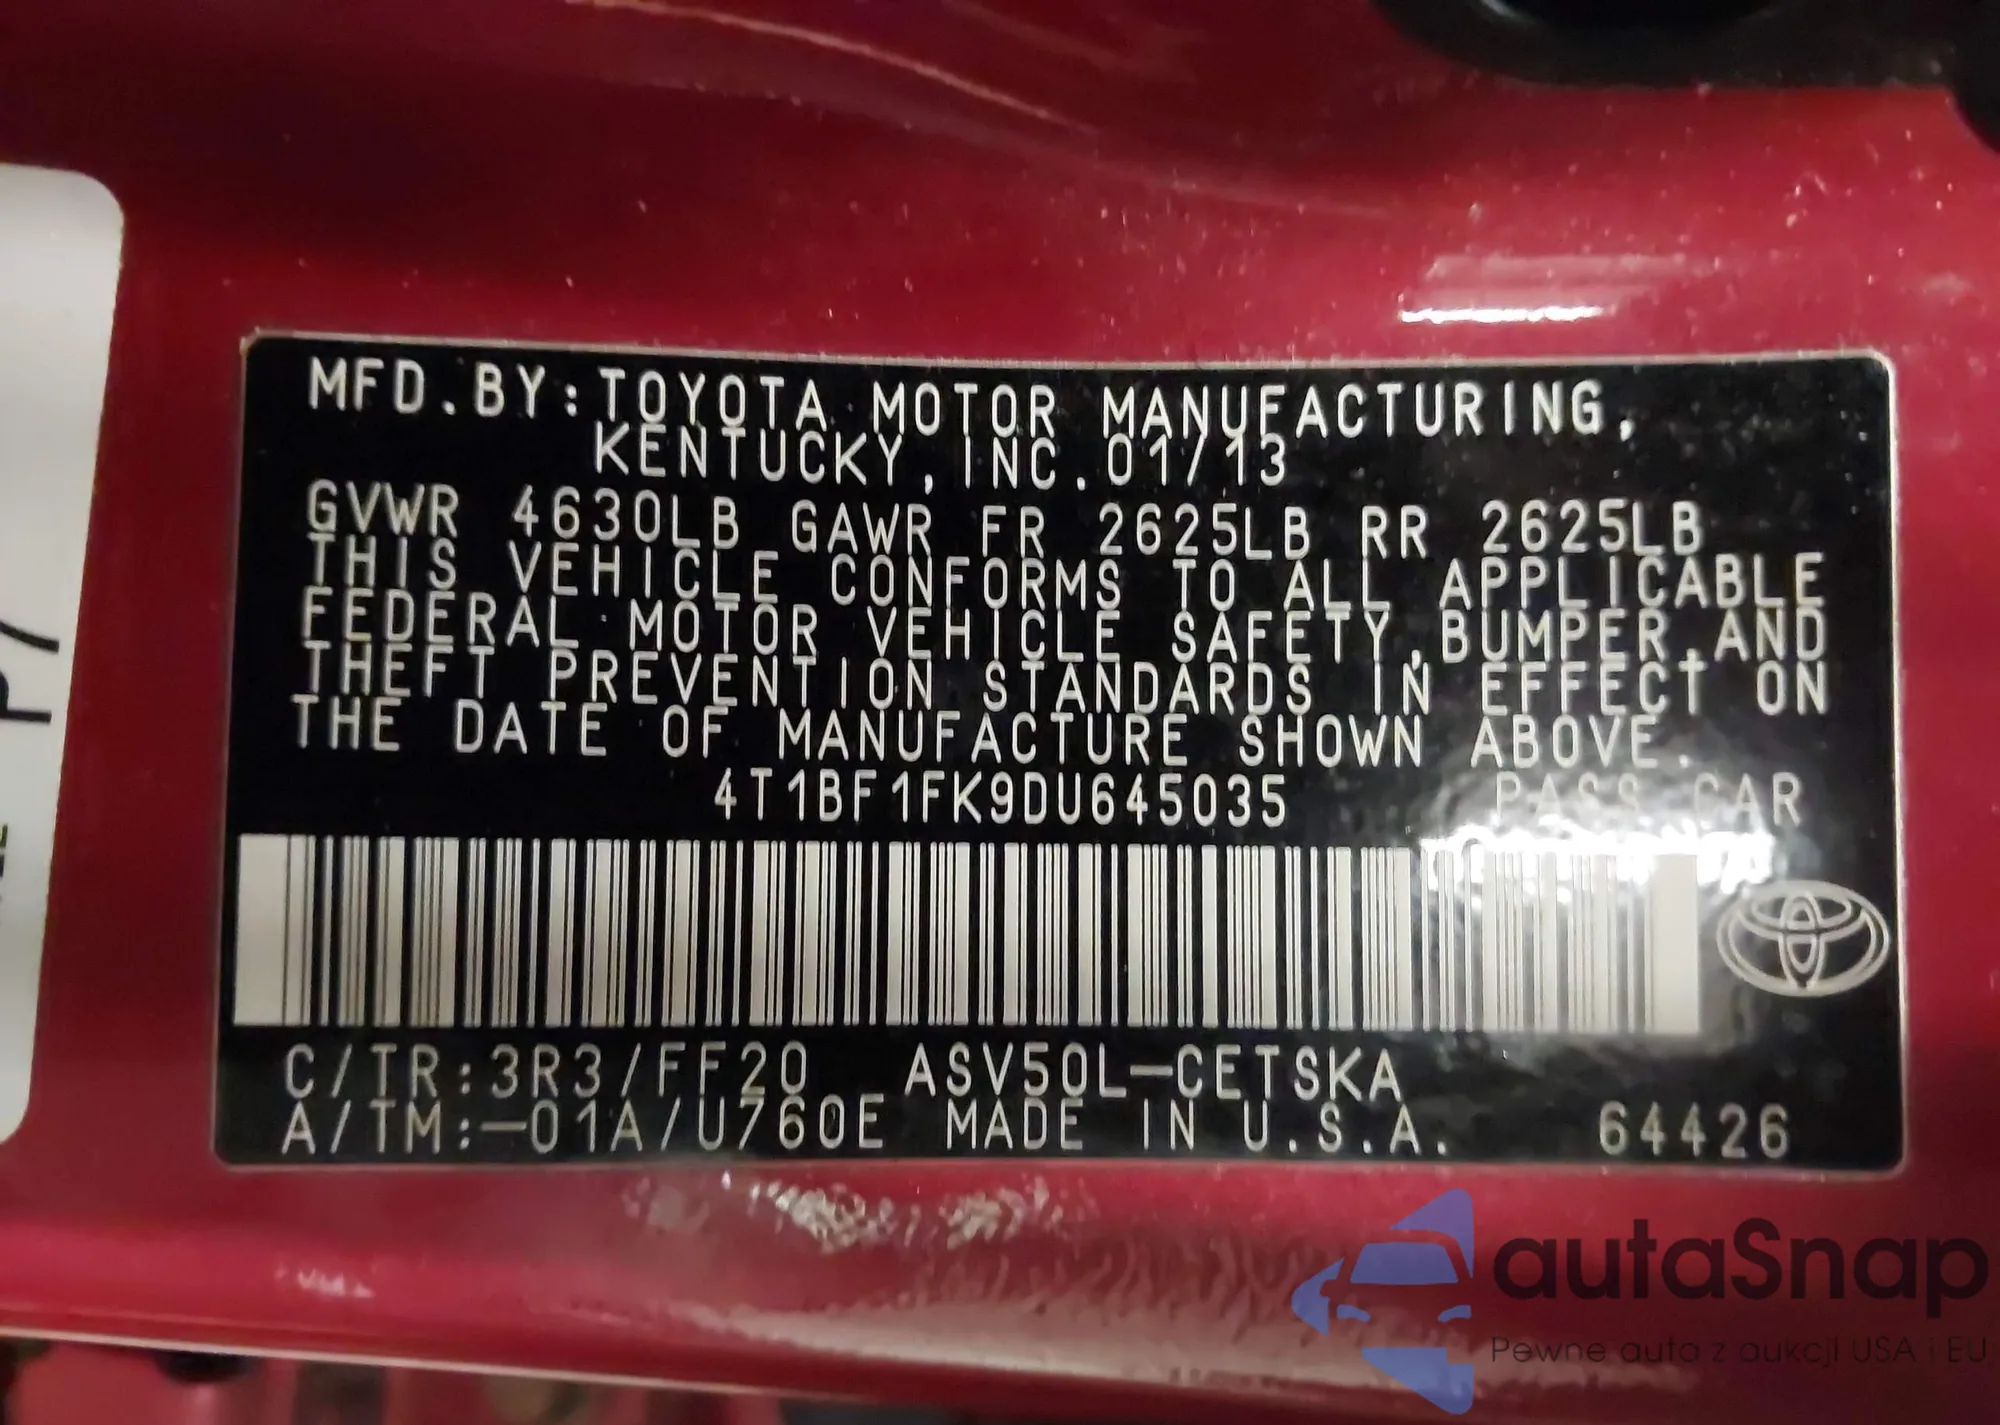 MFD.BY:TOYOTA MOTOR MANUFACTURING,
KENTUCKY,INC.01/13
GVWR 4630LB GAWR FR 2625LB RR 2625LB
THIS VEHICLE CONFORMS TO ALL APPLICABLE
FEDERAL MOTOR VEHICLE SAFETY,BUMPER,AND
THEFT PREVENTION STANDARDS IN EFFECT ON
THE DATE OF MANUFACTURE SHOWN ABOVE.
4T1BF1FK9DU645035 PASS CAR
C/TR:3R3/FF20 ASV50L-CETSKA
A/TM:-01A/U760E MADE IN U.S.A. 64426
autaSnap
Pewne auta z aukcji USA i EU